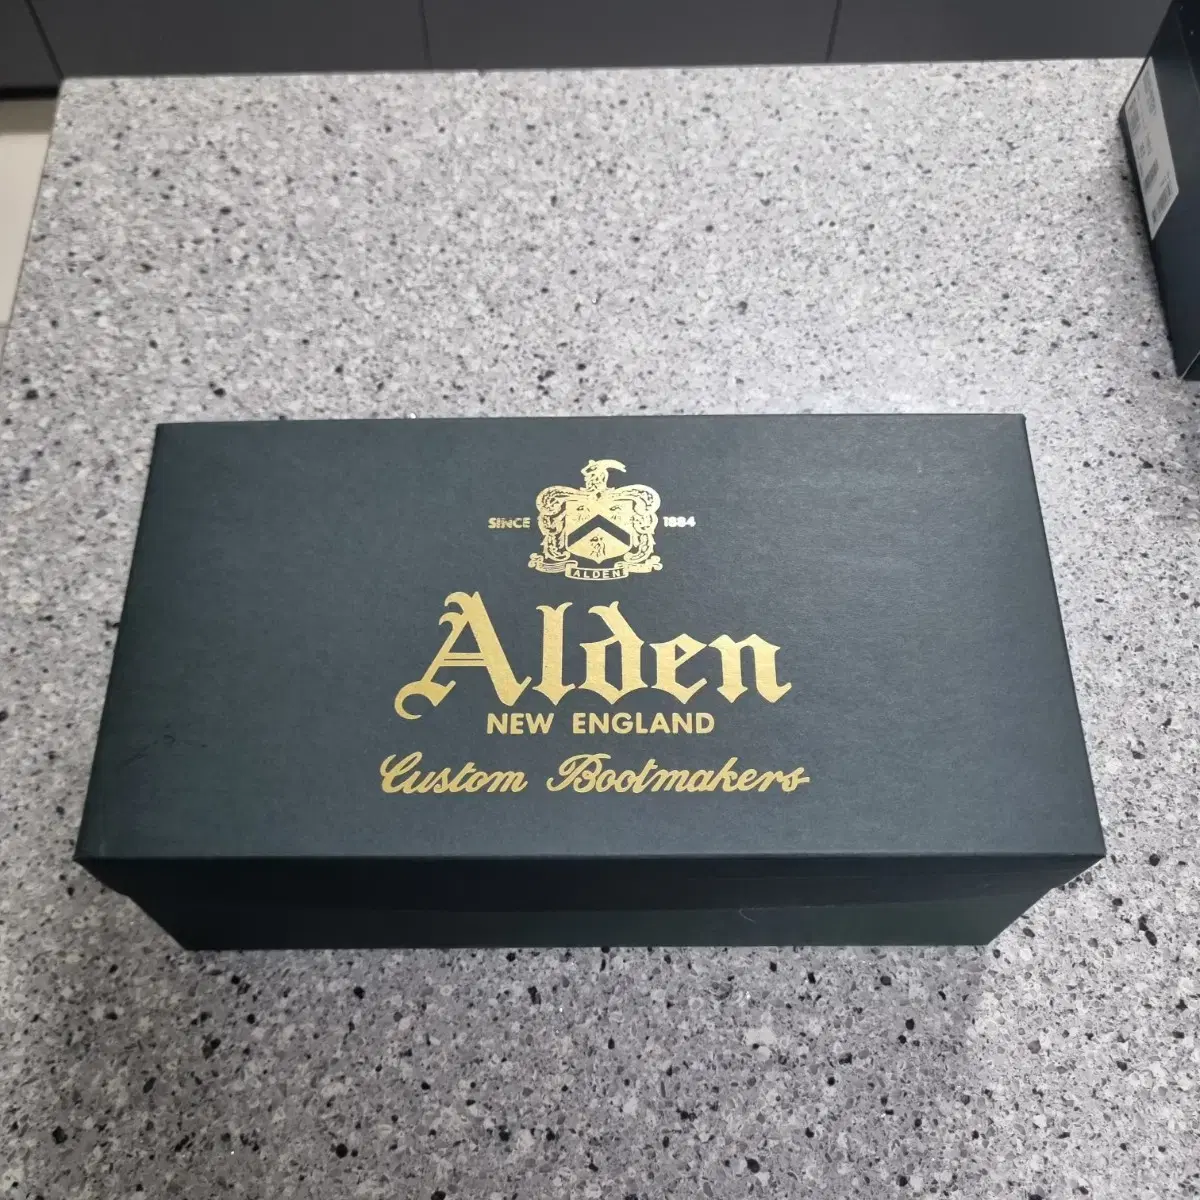 SINCE 1884
ALDEN
Alden
NEW ENGLAND
Custom Bootmakers